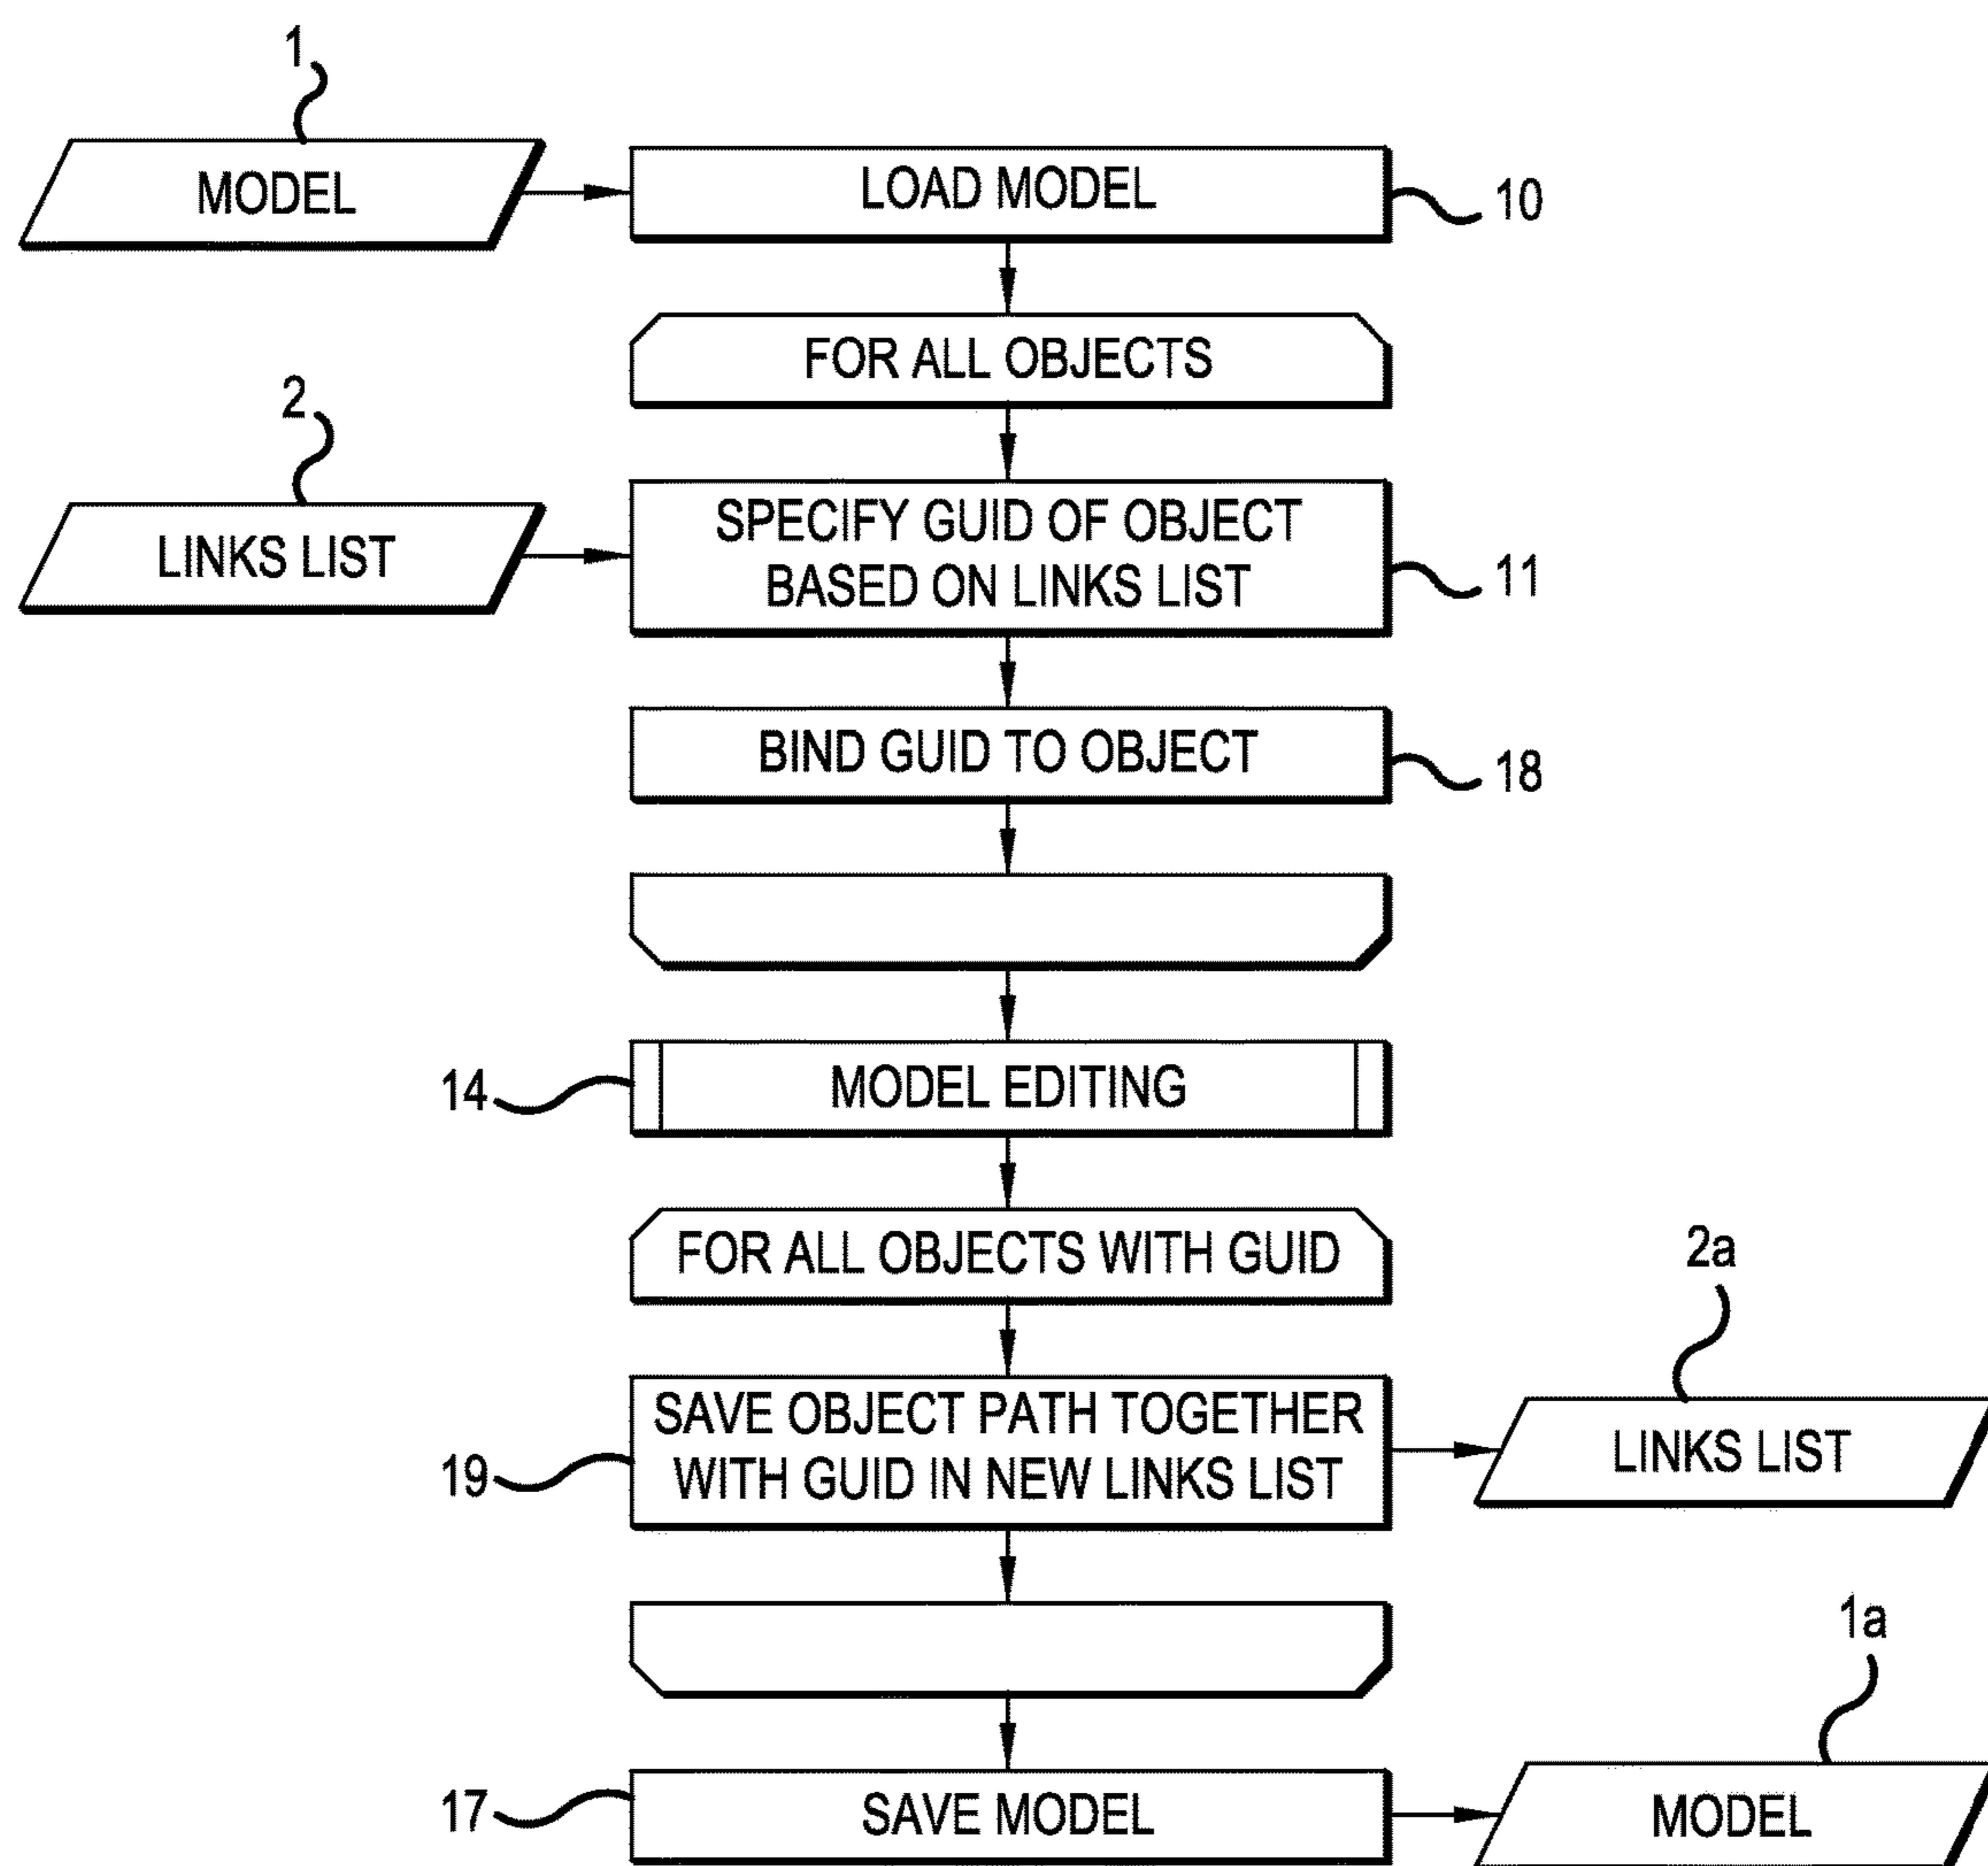 1
MODEL
LOAD MODEL
10
FOR ALL OBJECTS
2
LINKS LIST
SPECIFY GUID OF OBJECT
BASED ON LINKS LIST
11
BIND GUID TO OBJECT
18
14
MODEL EDITING
FOR ALL OBJECTS WITH GUID
2a
SAVE OBJECT PATH TOGETHER
WITH GUID IN NEW LINKS LIST
19
LINKS LIST
1a
17
SAVE MODEL
MODEL